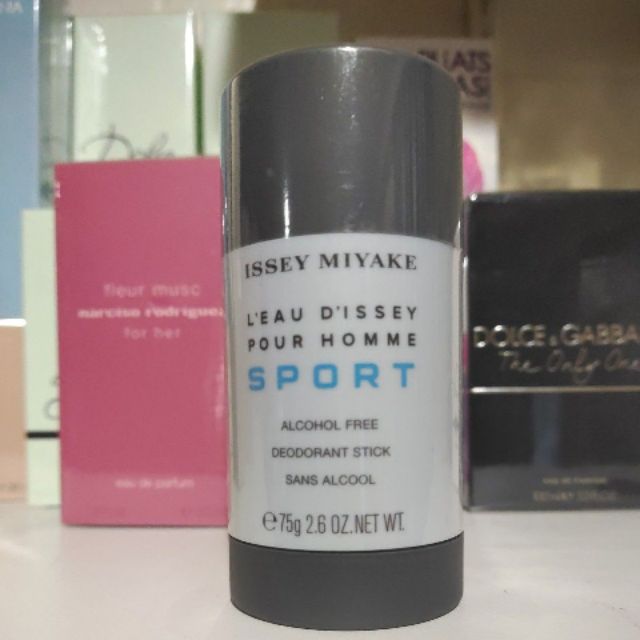 ISSEY MIYAKE
L'EAU D'ISSEY
POUR HOMME
SPORT
ALCOHOL FREE
DEODORANT STICK
SANS ALCOOL
℮75g 2.6 OZ.NET WT.
fleur musc
narciso rodriguez
for her
eau de parfum
DOLCE & GABBA
The Only One
Dolce